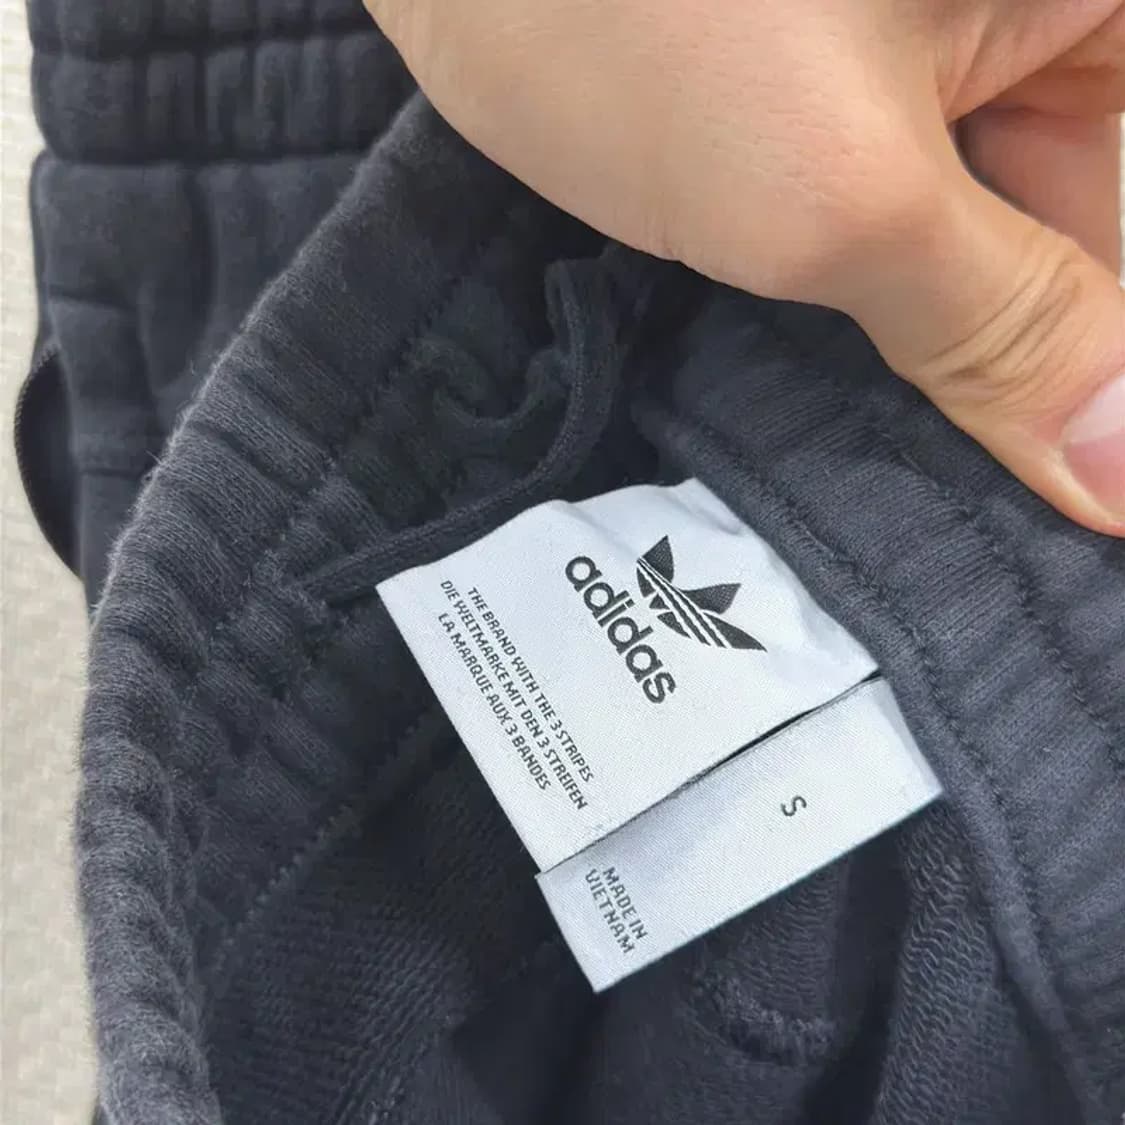 adidas
THE BRAND WITH THE 3 STRIPES
DIE WELTMARKE MIT DEN 3 STREIFEN
LA MARQUE AUX 3 BANDES
S
MADE IN
VIETNAM